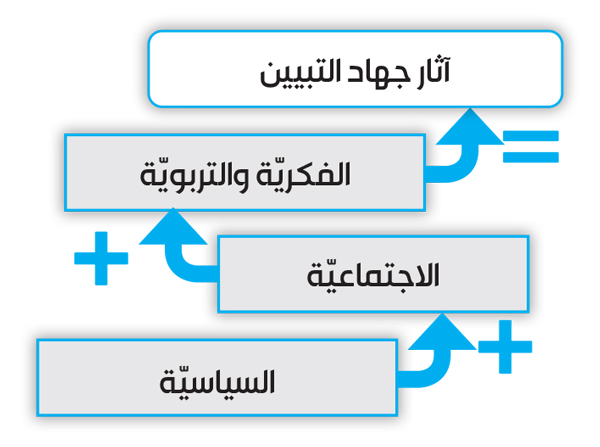 آثار جهاد التبيين
=
الفكريّة والتربويّة
+
الاجتماعيّة
+
السياسيّة